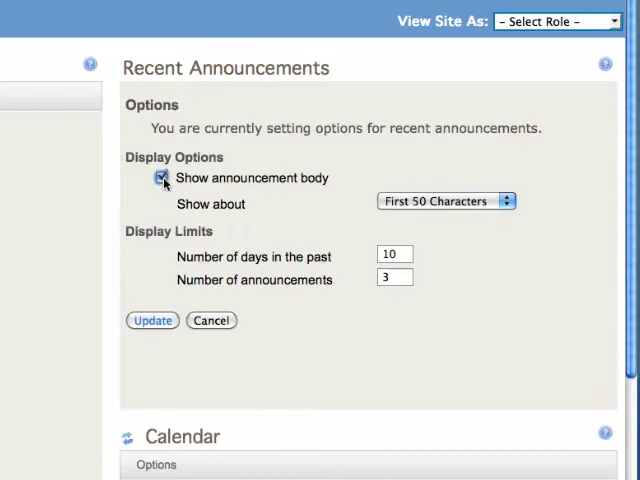 View Site As: - Select Role -
Recent Announcements
Options
You are currently setting options for recent announcements.
Display Options
Show announcement body
Show about First 50 Characters
Display Limits
Number of days in the past 10
Number of announcements 3
Update Cancel
Calendar
Options